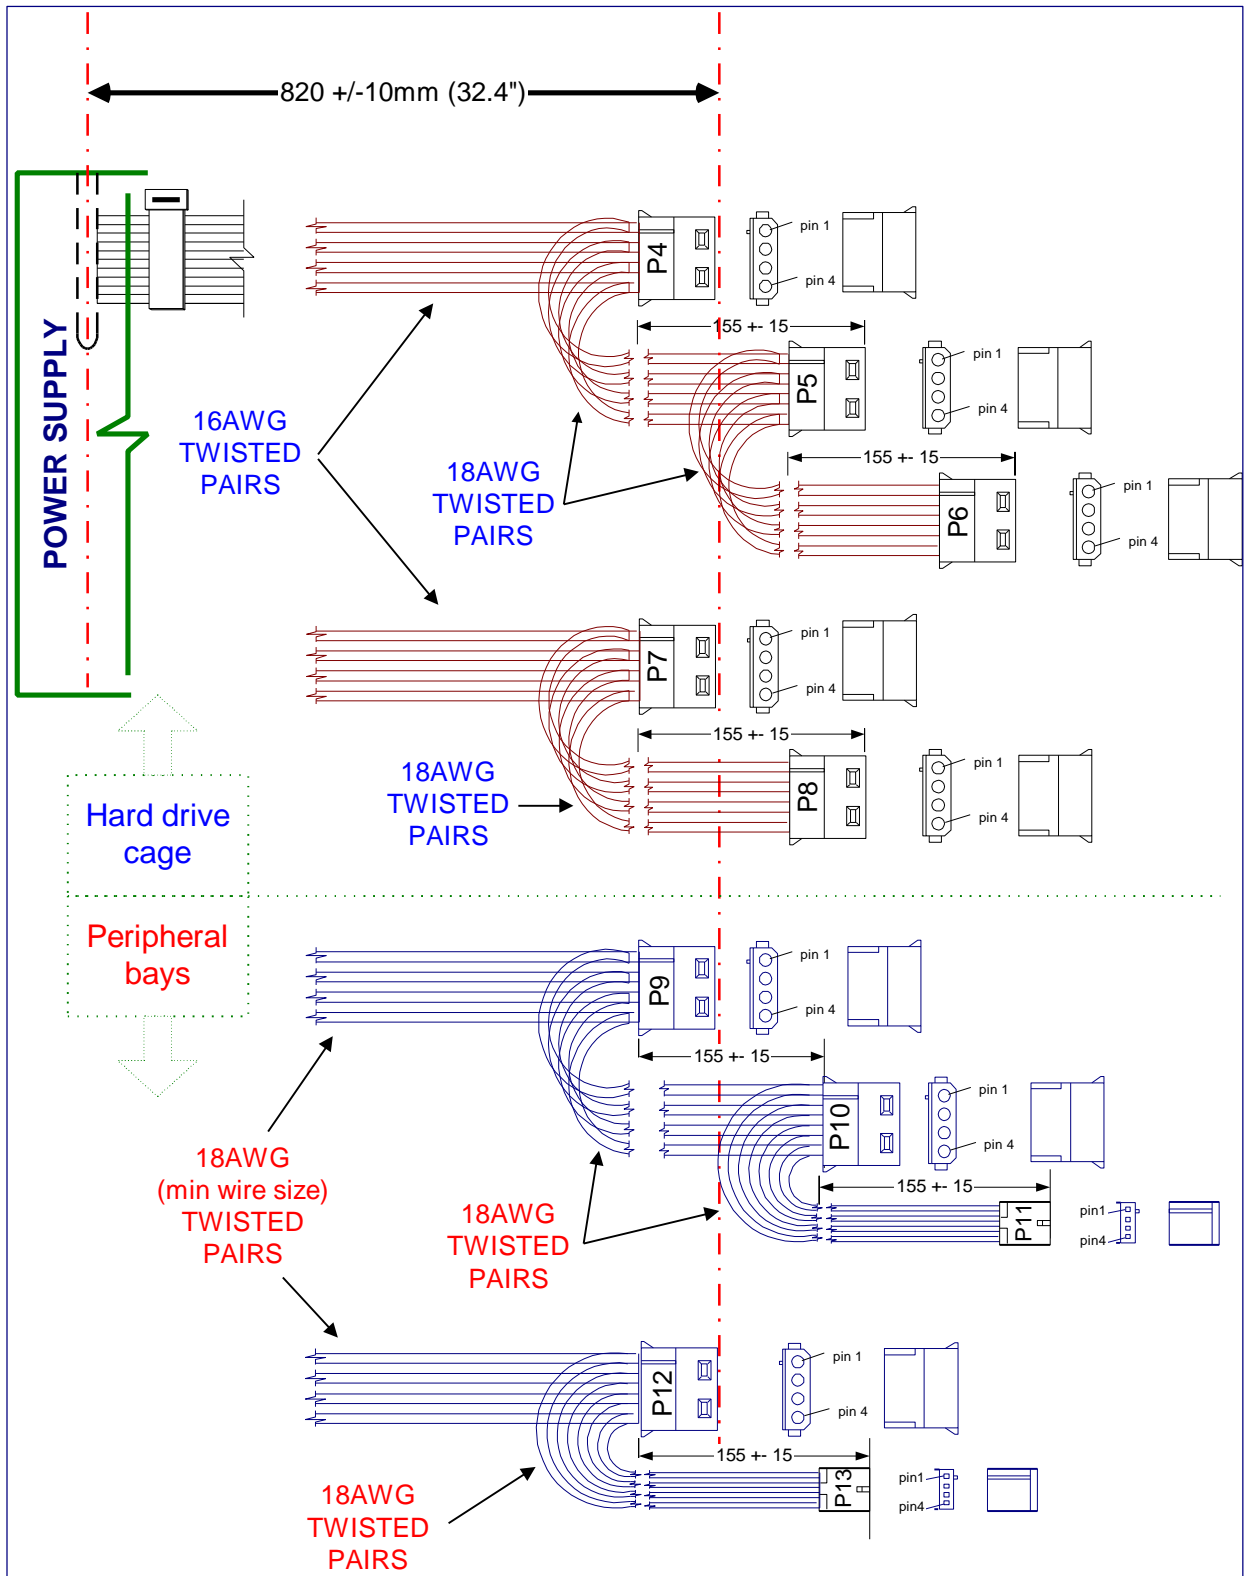 820 +/-10mm (32.4")
POWER SUPPLY
P4
pin 1
pin 4
155 +- 15
P5
pin 1
pin 4
16AWG
TWISTED
PAIRS
18AWG
TWISTED
PAIRS
155 +- 15
P6
pin 1
pin 4
P7
pin 1
pin 4
155 +- 15
18AWG
TWISTED
PAIRS
P8
pin 1
pin 4
Hard drive
cage
Peripheral
bays
P9
pin 1
pin 4
155 +- 15
P10
pin 1
pin 4
18AWG
(min wire size)
TWISTED
PAIRS
18AWG
TWISTED
PAIRS
155 +- 15
P11
pin1
pin4
P12
pin 1
pin 4
155 +- 15
P13
pin1
pin4
18AWG
TWISTED
PAIRS